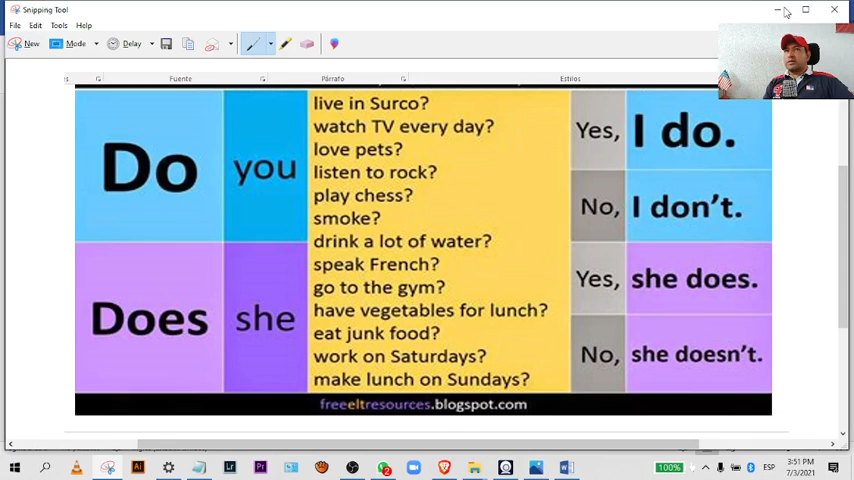 Snipping Tool
File Edit Tools Help
New Mode Delay
Fuente Párrafo Estilos
Do you
live in Surco?
watch TV every day?
love pets?
listen to rock?
play chess?
smoke?
drink a lot of water?
speak French?
go to the gym?
have vegetables for lunch?
eat junk food?
work on Saturdays?
make lunch on Sundays?
Does she
Yes, I do.
No, I don't.
Yes, she does.
No, she doesn't.
freeeltresources.blogspot.com
100% ESP 3:51 PM
7/3/2021